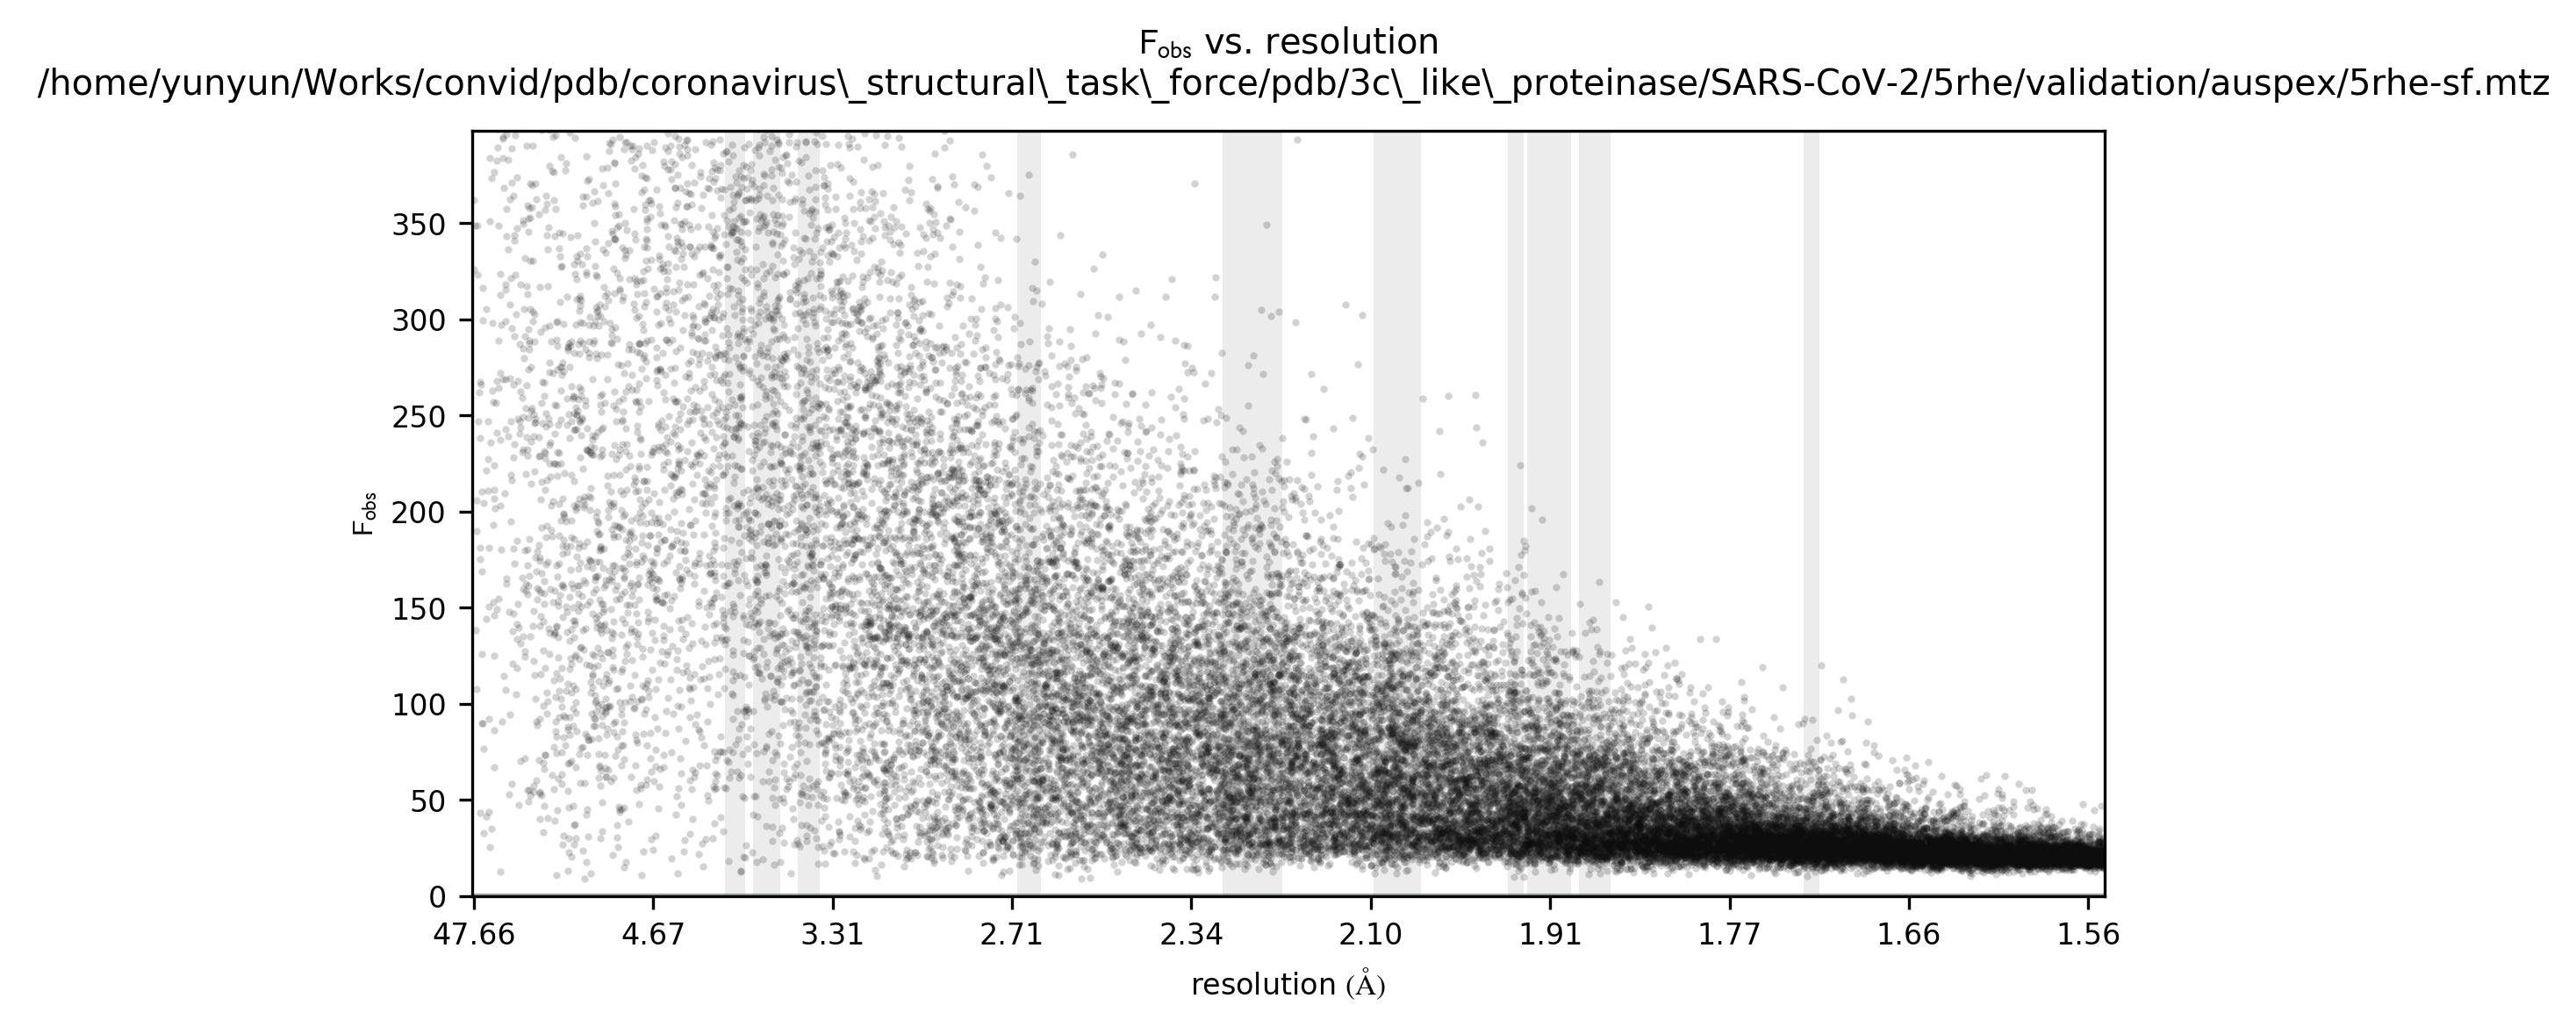 F_obs vs. resolution
/home/yunyun/Works/convid/pdb/coronavirus\_structural\_task\_force/pdb/3c\_like\_proteinase/SARS-CoV-2/5rhe/validation/auspex/5rhe-sf.mtz
F_obs
350
300
250
200
150
100
50
0
47.66 4.67 3.31 2.71 2.34 2.10 1.91 1.77 1.66 1.56
resolution (Å)